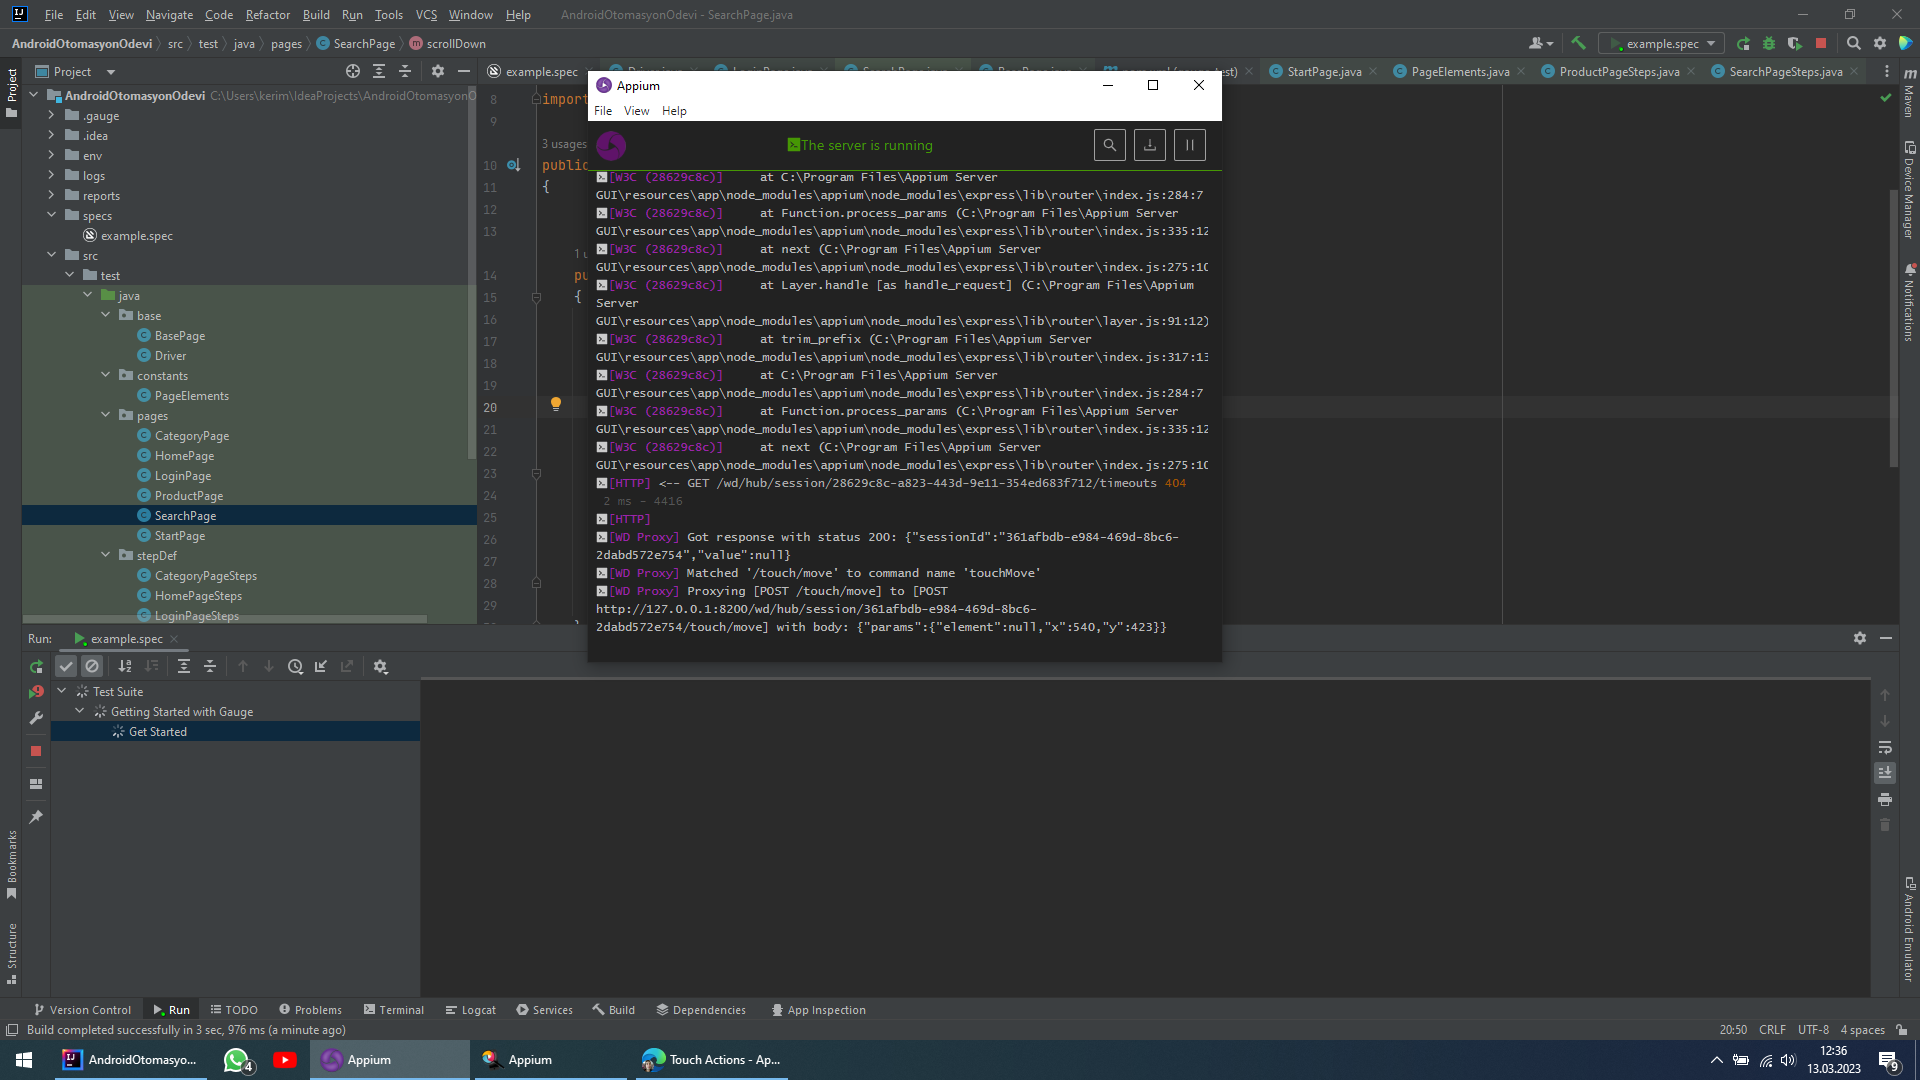 File Edit View Navigate Code Refactor Build Run Tools VCS Window Help AndroidOtomasyonOdevi - SearchPage.java
AndroidOtomasyonOdevi src test java pages SearchPage scrollDown example.spec
Project
example.spec
StartPage.java PageElements.java ProductPageSteps.java SearchPageSteps.java
AndroidOtomasyonOdevi C:\Users\kerim\IdeaProjects\AndroidOtomasyonO
.gauge
.idea
env
logs
reports
specs
example.spec
src
test
java
base
BasePage
Driver
constants
PageElements
pages
CategoryPage
HomePage
LoginPage
ProductPage
SearchPage
StartPage
stepDef
CategoryPageSteps
HomePageSteps
LoginPageSteps
8 import
9
3 usages
10 public
11 {
12
13
1 u
14 pu
15 {
16
17
18
19
20
21
22
23
24
25
26
27
28
29
Appium
File View Help
The server is running
[W3C (28629c8c)] at C:\Program Files\Appium Server
GUI\resources\app\node_modules\appium\node_modules\express\lib\router\index.js:284:7
[W3C (28629c8c)] at Function.process_params (C:\Program Files\Appium Server
GUI\resources\app\node_modules\appium\node_modules\express\lib\router\index.js:335:12
[W3C (28629c8c)] at next (C:\Program Files\Appium Server
GUI\resources\app\node_modules\appium\node_modules\express\lib\router\index.js:275:10
[W3C (28629c8c)] at Layer.handle [as handle_request] (C:\Program Files\Appium
Server
GUI\resources\app\node_modules\appium\node_modules\express\lib\router\layer.js:91:12)
[W3C (28629c8c)] at trim_prefix (C:\Program Files\Appium Server
GUI\resources\app\node_modules\appium\node_modules\express\lib\router\index.js:317:13
[W3C (28629c8c)] at C:\Program Files\Appium Server
GUI\resources\app\node_modules\appium\node_modules\express\lib\router\index.js:284:7
[W3C (28629c8c)] at Function.process_params (C:\Program Files\Appium Server
GUI\resources\app\node_modules\appium\node_modules\express\lib\router\index.js:335:12
[W3C (28629c8c)] at next (C:\Program Files\Appium Server
GUI\resources\app\node_modules\appium\node_modules\express\lib\router\index.js:275:10
[HTTP] <-- GET /wd/hub/session/28629c8c-a823-443d-9e11-354ed683f712/timeouts 404
2 ms - 4416
[HTTP]
[WD Proxy] Got response with status 200: {"sessionId":"361afbdb-e984-469d-8bc6-
2dabd572e754","value":null}
[WD Proxy] Matched '/touch/move' to command name 'touchMove'
[WD Proxy] Proxying [POST /touch/move] to [POST
http://127.0.0.1:8200/wd/hub/session/361afbdb-e984-469d-8bc6-
2dabd572e754/touch/move] with body: {"params":{"element":null,"x":540,"y":423}}
Maven
Device Manager
Notifications
Android Emulator
Project
Bookmarks
Structure
Run: example.spec
Test Suite
Getting Started with Gauge
Get Started
Version Control Run TODO Problems Terminal Logcat Services Build Dependencies App Inspection
Build completed successfully in 3 sec, 976 ms (a minute ago) 20:50 CRLF UTF-8 4 spaces
AndroidOtomasyo... 4 Appium Appium Touch Actions - Ap... 12:36
13.03.2023 9